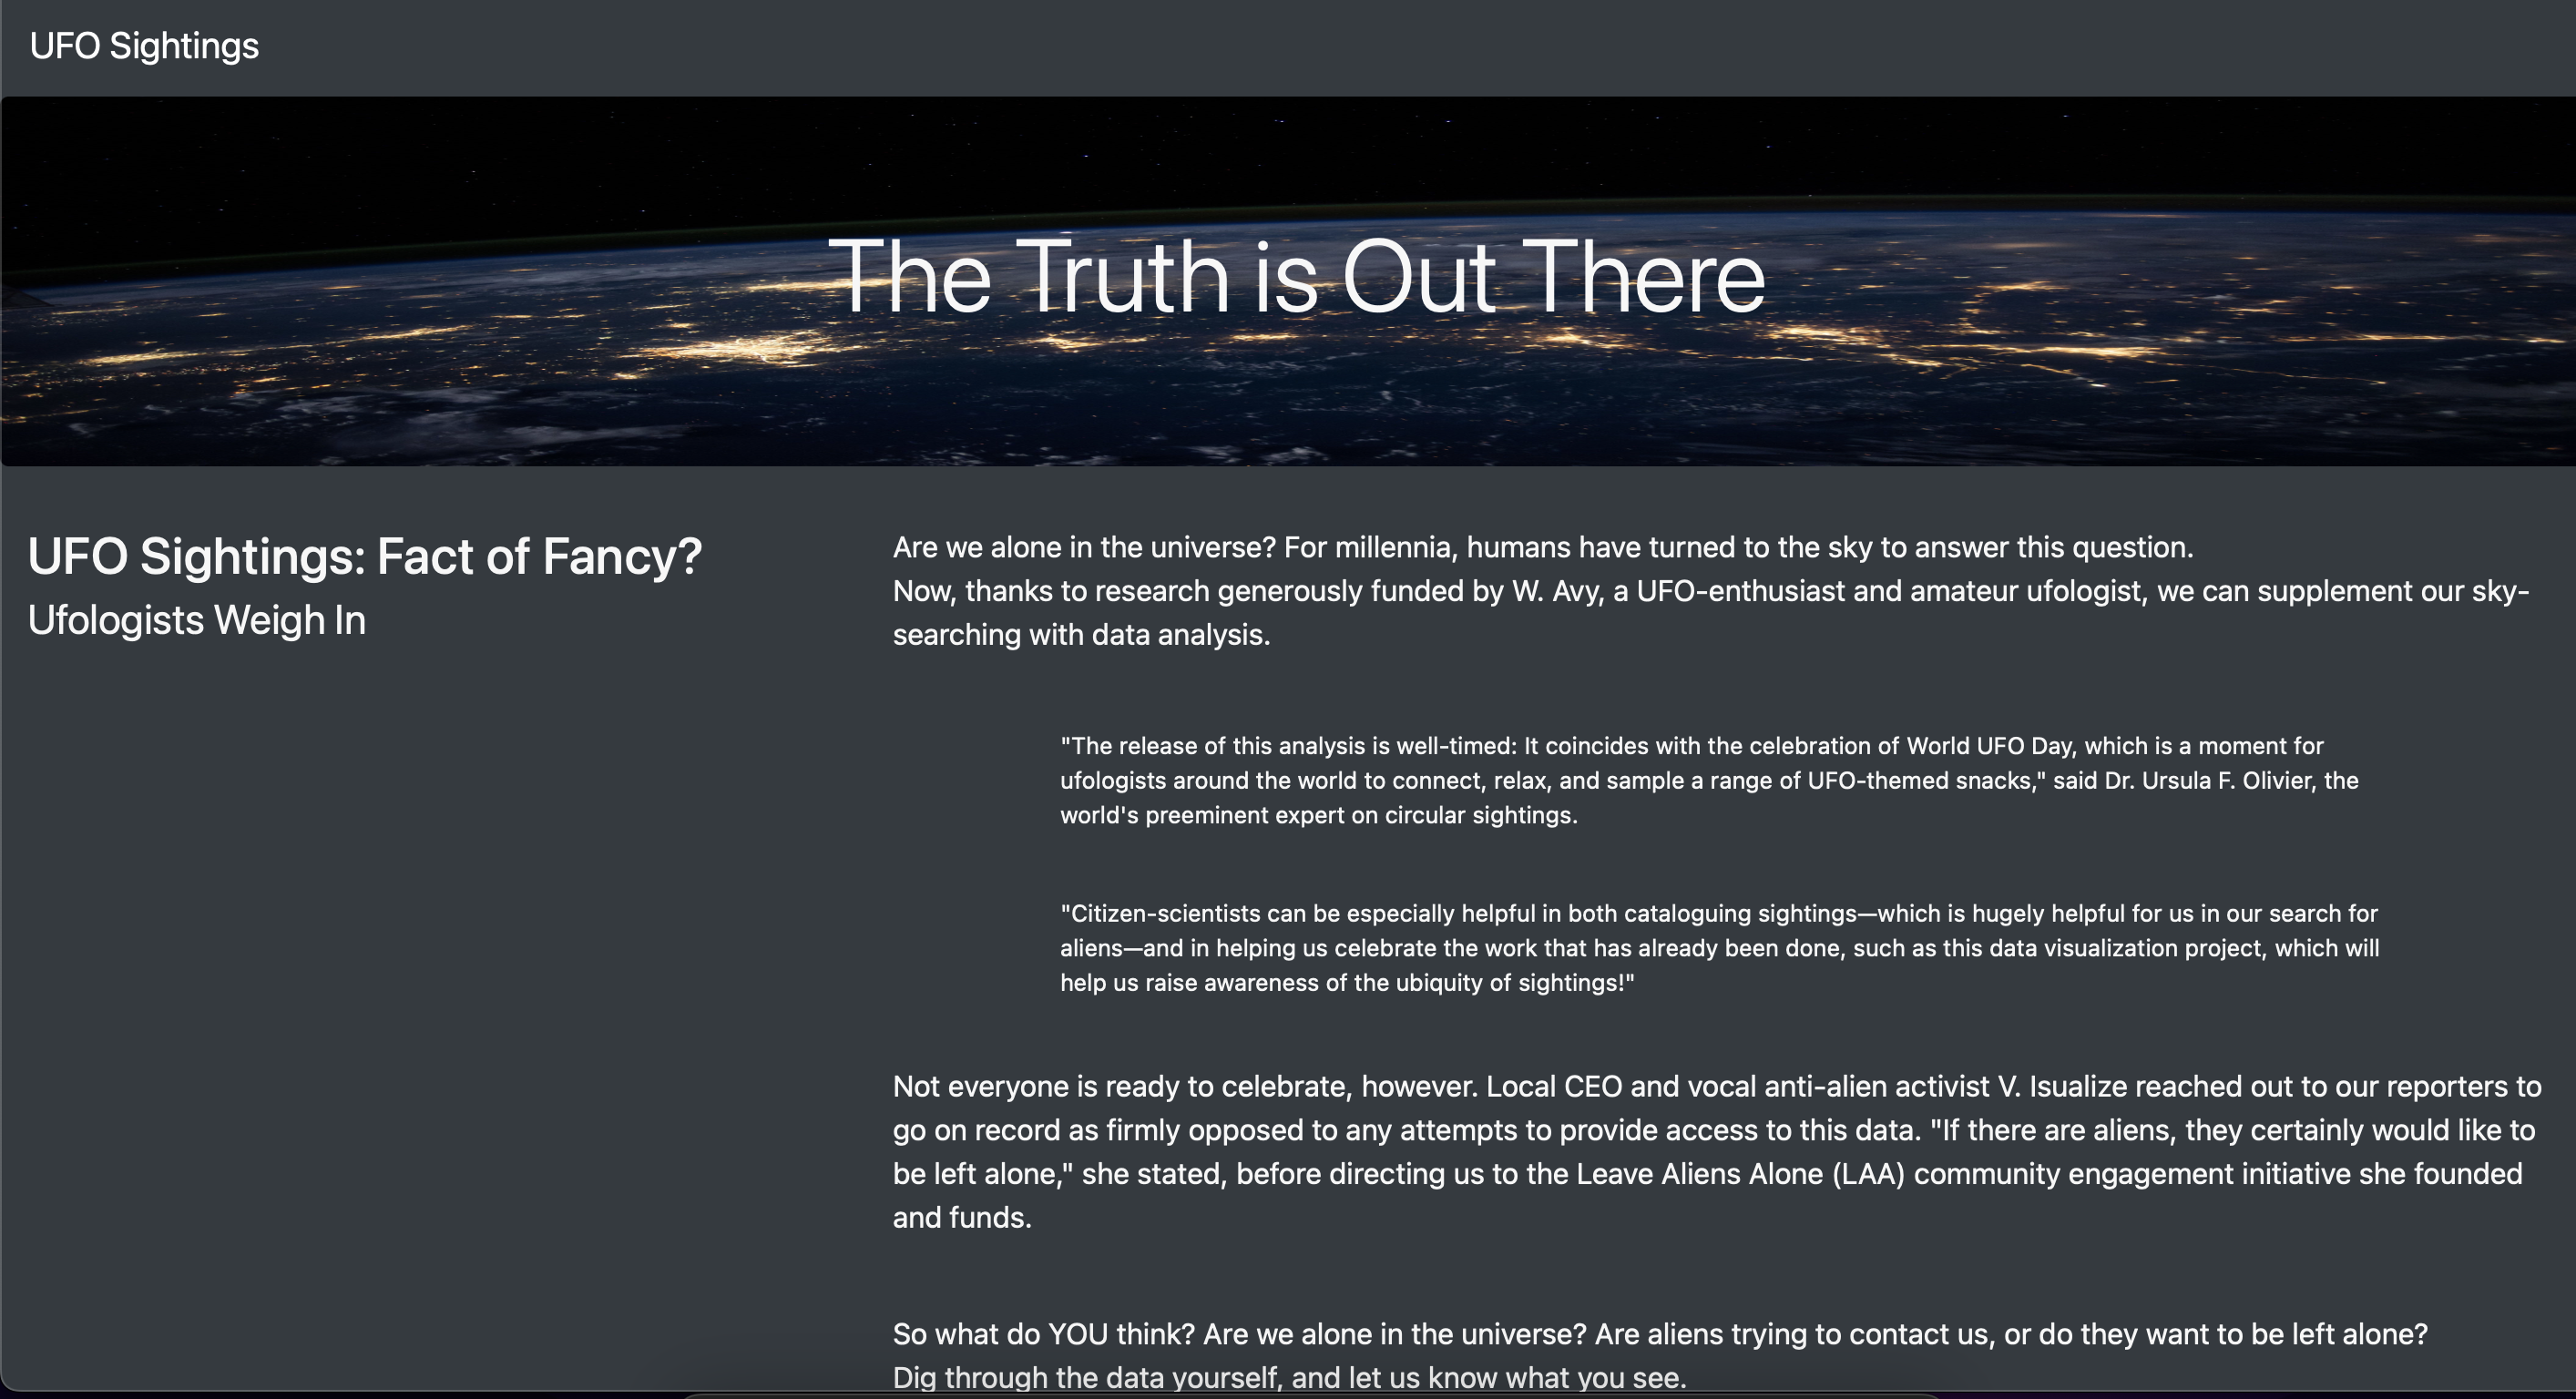 UFO Sightings
The Truth is Out There
UFO Sightings: Fact of Fancy?
Ufologists Weigh In
Are we alone in the universe? For millennia, humans have turned to the sky to answer this question.
Now, thanks to research generously funded by W. Avy, a UFO-enthusiast and amateur ufologist, we can supplement our sky-
searching with data analysis.
"The release of this analysis is well-timed: It coincides with the celebration of World UFO Day, which is a moment for
ufologists around the world to connect, relax, and sample a range of UFO-themed snacks," said Dr. Ursula F. Olivier, the
world's preeminent expert on circular sightings.
"Citizen-scientists can be especially helpful in both cataloguing sightings—which is hugely helpful for us in our search for
aliens—and in helping us celebrate the work that has already been done, such as this data visualization project, which will
help us raise awareness of the ubiquity of sightings!"
Not everyone is ready to celebrate, however. Local CEO and vocal anti-alien activist V. Isualize reached out to our reporters to
go on record as firmly opposed to any attempts to provide access to this data. "If there are aliens, they certainly would like to
be left alone," she stated, before directing us to the Leave Aliens Alone (LAA) community engagement initiative she founded
and funds.
So what do YOU think? Are we alone in the universe? Are aliens trying to contact us, or do they want to be left alone?
Dig through the data yourself, and let us know what you see.